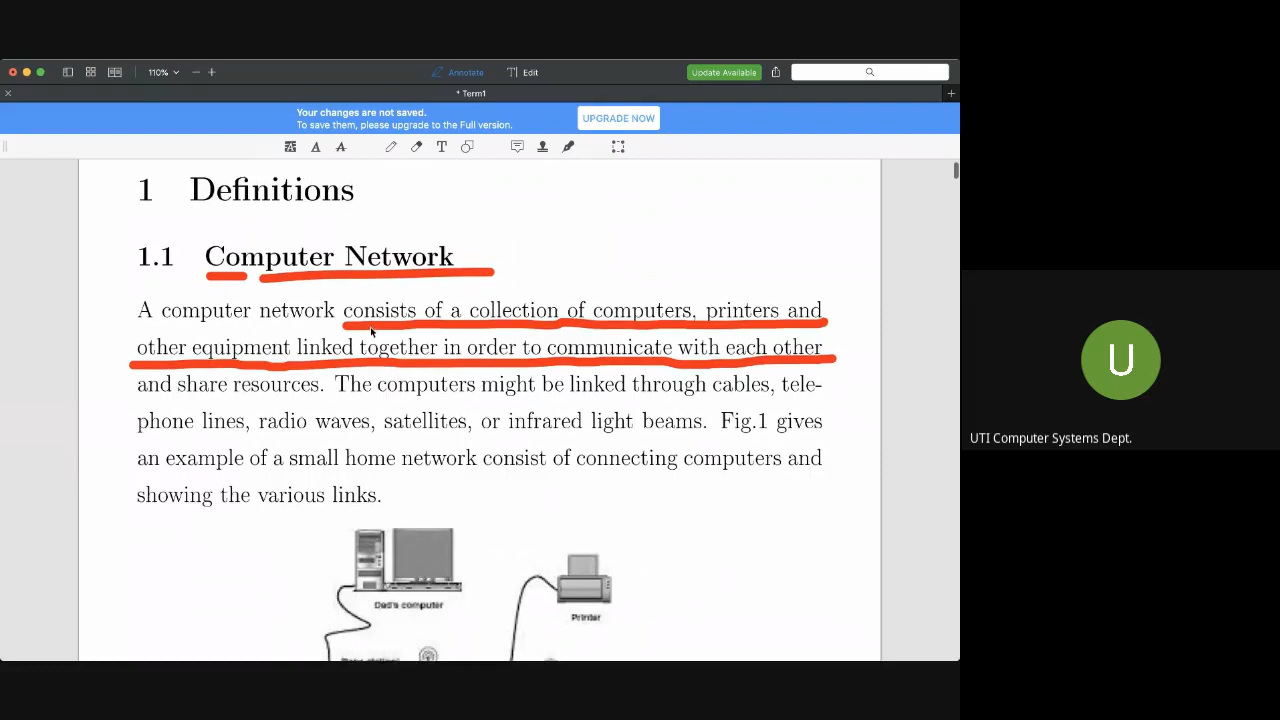 110%
Annotate
Edit
Update Available
* Term1
Your changes are not saved.
To save them, please upgrade to the Full version.
UPGRADE NOW
1 Definitions
1.1 Computer Network
A computer network consists of a collection of computers, printers and
other equipment linked together in order to communicate with each other
and share resources. The computers might be linked through cables, tele-
phone lines, radio waves, satellites, or infrared light beams. Fig.1 gives
an example of a small home network consist of connecting computers and
showing the various links.
Dad's computer
Printer
U
UTI Computer Systems Dept.